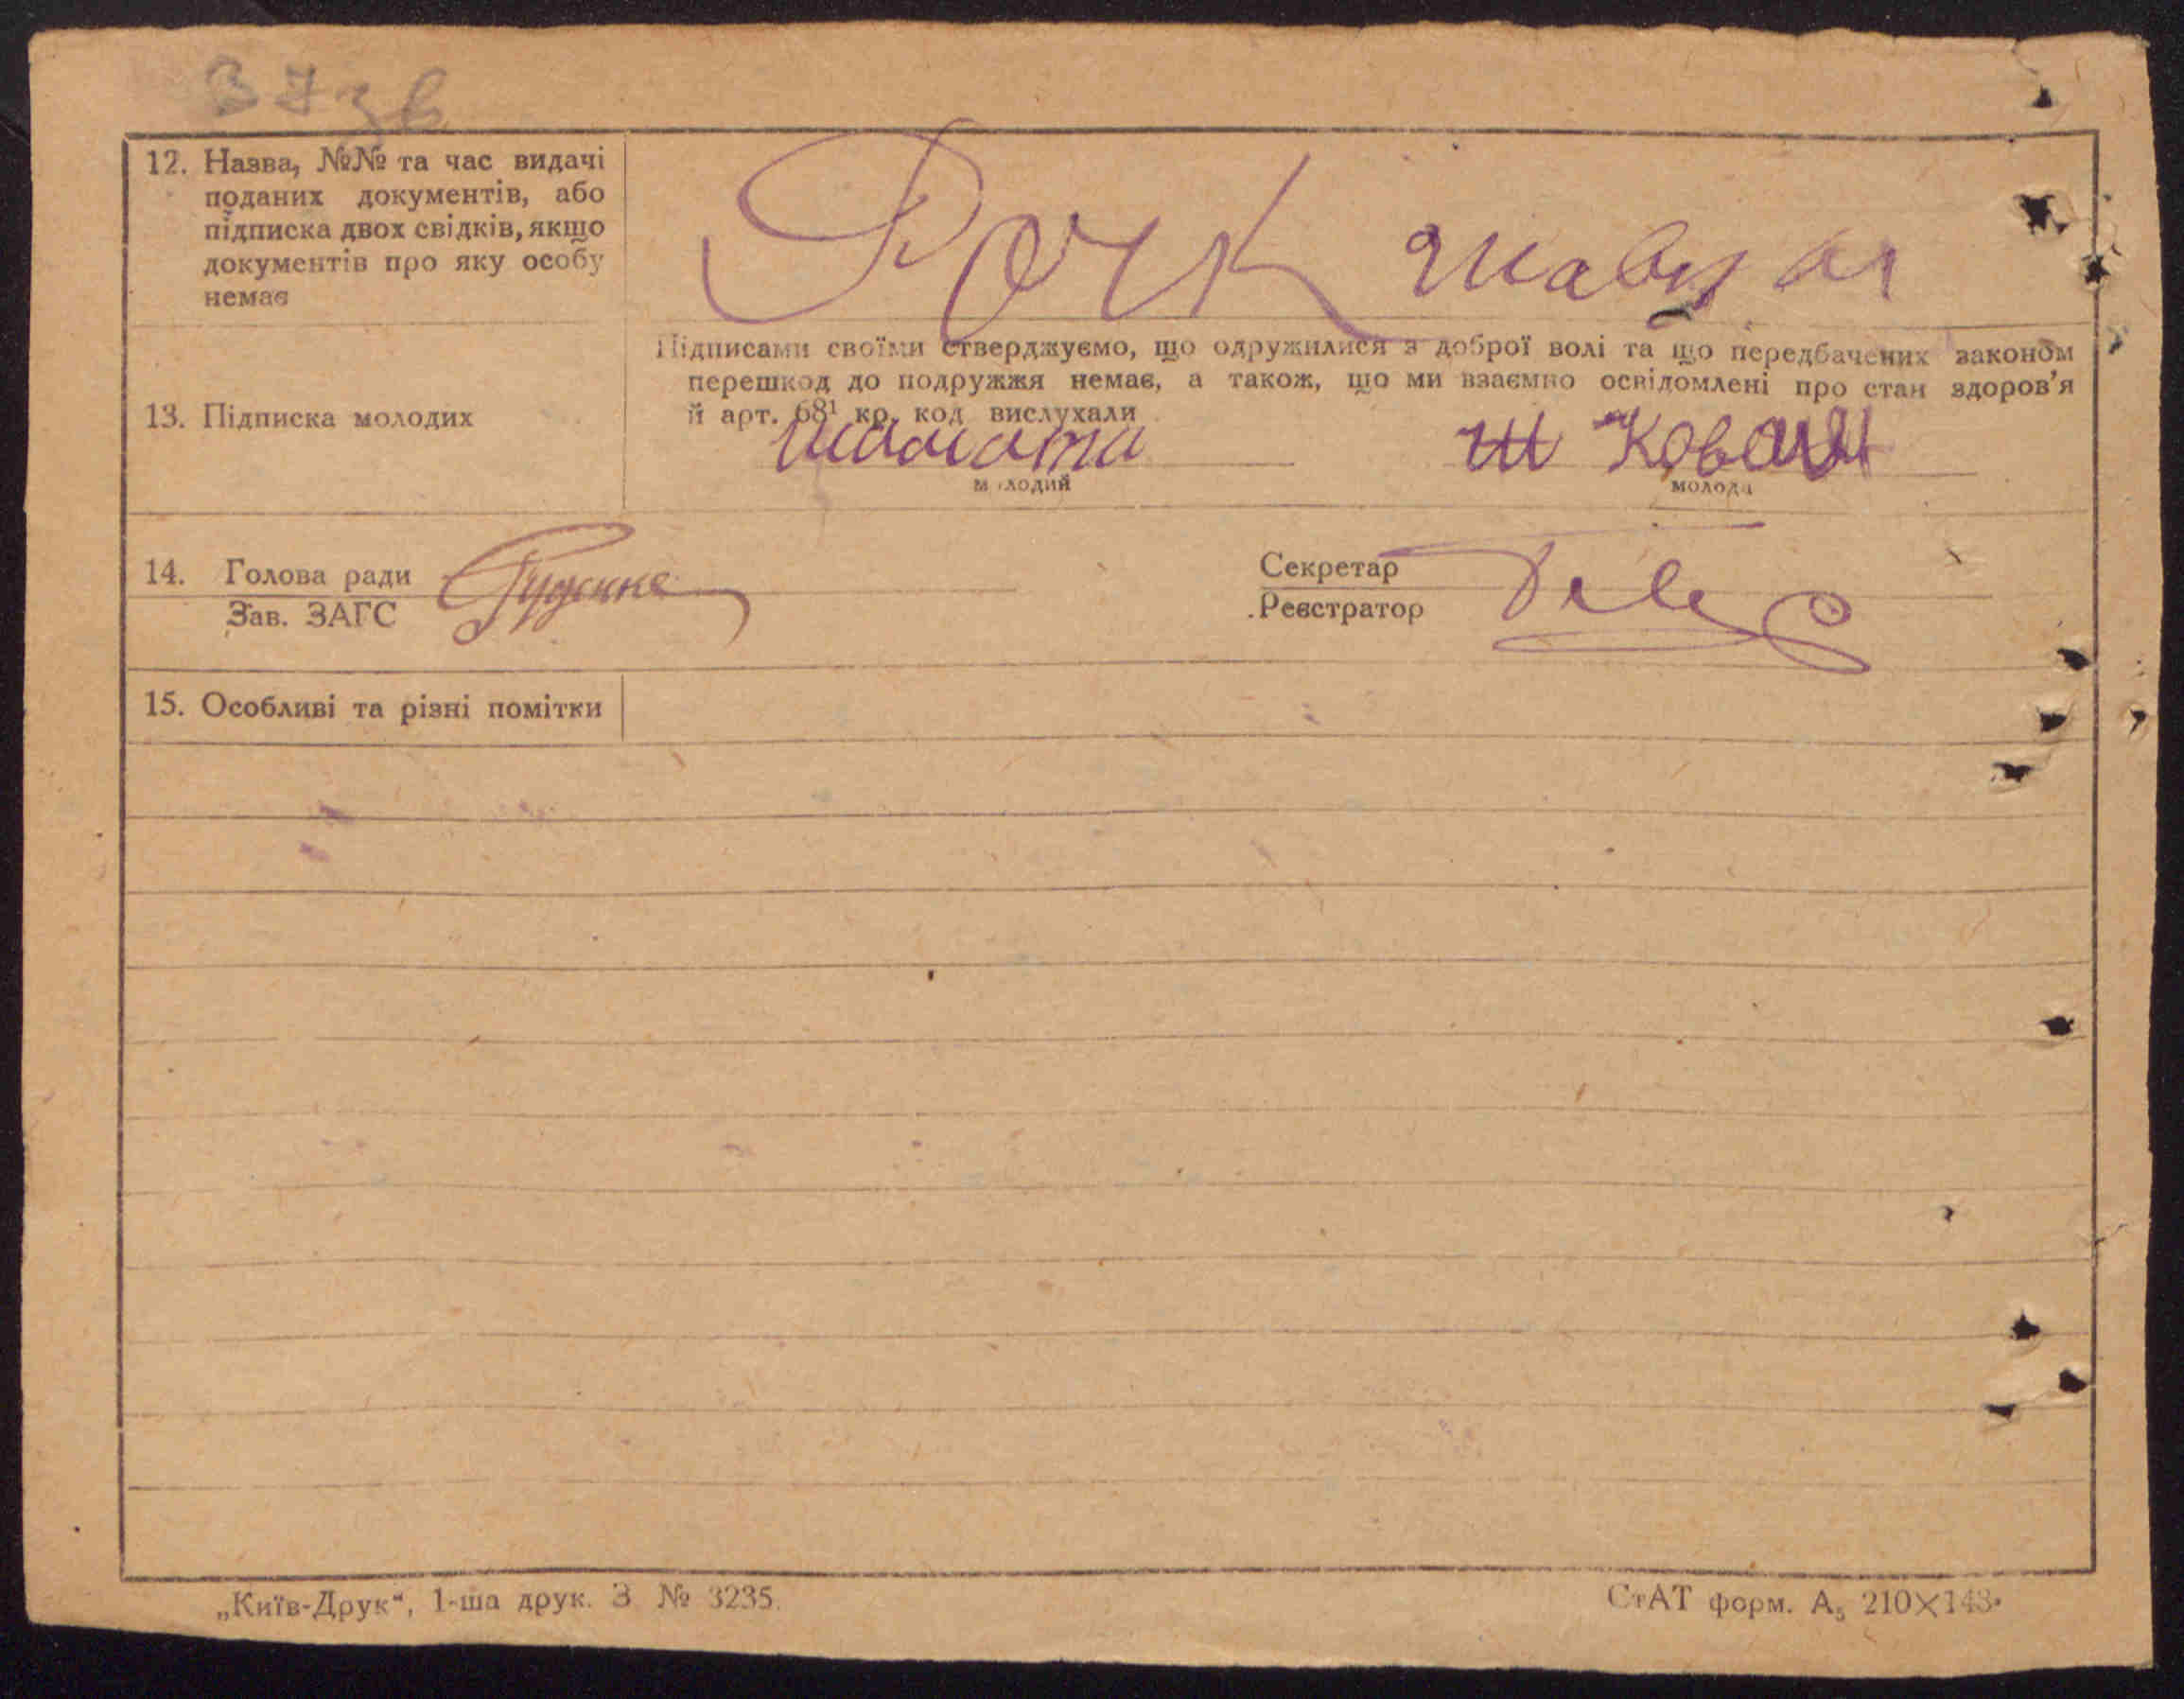 37зв
12. Назва, №№ та час видачі
поданих документів, або
підписка двох свідків, якщо
документів про яку особу
немає
Підписами своїми стверджуємо, що одружилися з доброї волі та що передбачених законом
перешкод до подружжя немає, а також, що ми взаємно освідомлені про стан здоров'я
й арт. 68¹ кр. код вислухали
13. Підписка молодих
молодий
молода
14. Голова ради
Зав. ЗАГС
Секретар
Реєстратор
15. Особливі та різні помітки
„Київ-Друк“, 1-ша друк. З № 3235.
СтАТ форм. А₅ 210×143.